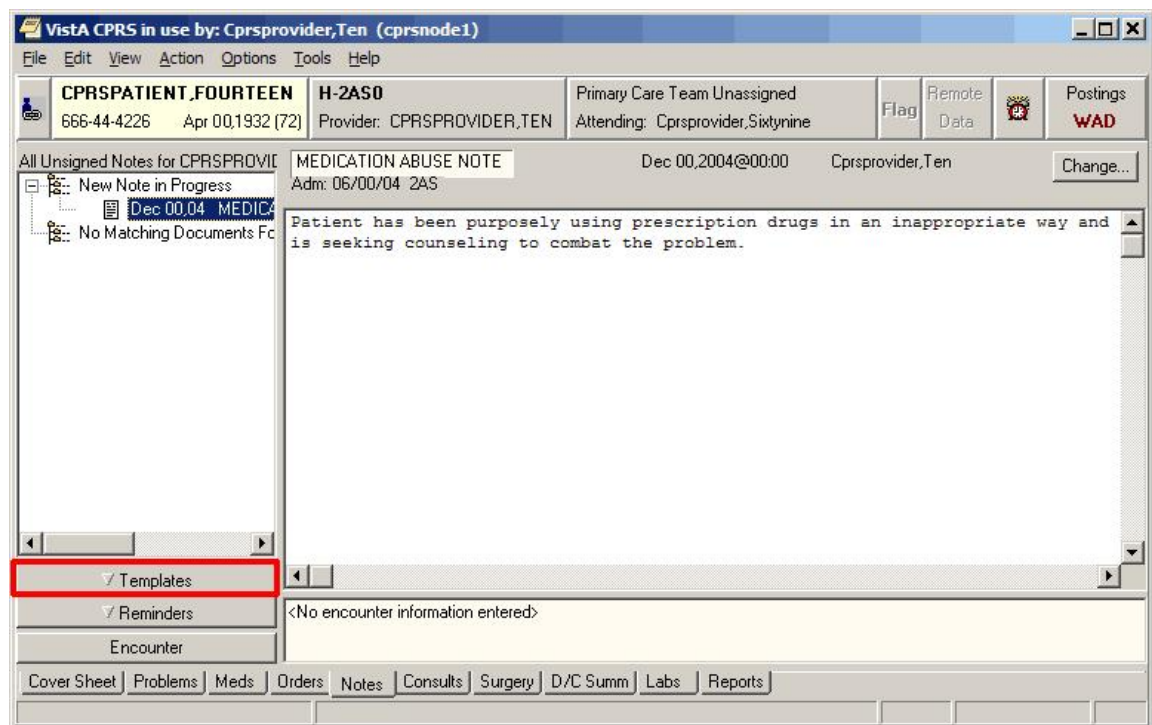 VistA CPRS in use by: Cprsprovider,Ten (cprsnode1)
File Edit View Action Options Tools Help
CPRSPATIENT,FOURTEEN H-2AS0 Primary Care Team Unassigned Flag Remote Data Postings
666-44-4226 Apr 00,1932 (72) Provider: CPRSPROVIDER,TEN Attending: Cprsprovider,Sixtynine WAD
All Unsigned Notes for CPRSPROVIE MEDICATION ABUSE NOTE Dec 00,2004@00:00 Cprsprovider,Ten Change...
New Note in Progress Adm: 06/00/04 2AS
Dec 00,04 MEDICA
No Matching Documents Fc
Patient has been purposely using prescription drugs in an inappropriate way and
is seeking counseling to combat the problem.
Templates
Reminders
<No encounter information entered>
Encounter
Cover Sheet Problems Meds Orders Notes Consults Surgery D/C Summ Labs Reports